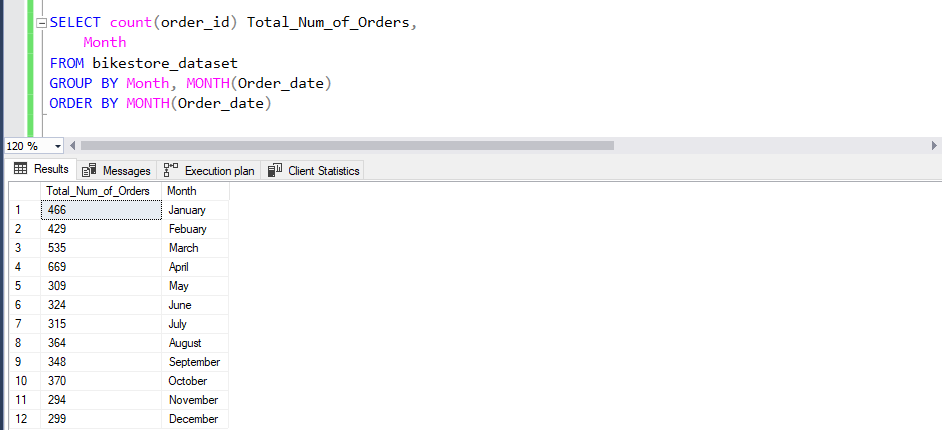 SELECT count(order_id) Total_Num_of_Orders,
Month
FROM bikestore_dataset
GROUP BY Month, MONTH(Order_date)
ORDER BY MONTH(Order_date)
120 %
Results Messages Execution plan Client Statistics
Total_Num_of_Orders Month
1 466 January
2 429 Febuary
3 535 March
4 669 April
5 309 May
6 324 June
7 315 July
8 364 August
9 348 September
10 370 October
11 294 November
12 299 December